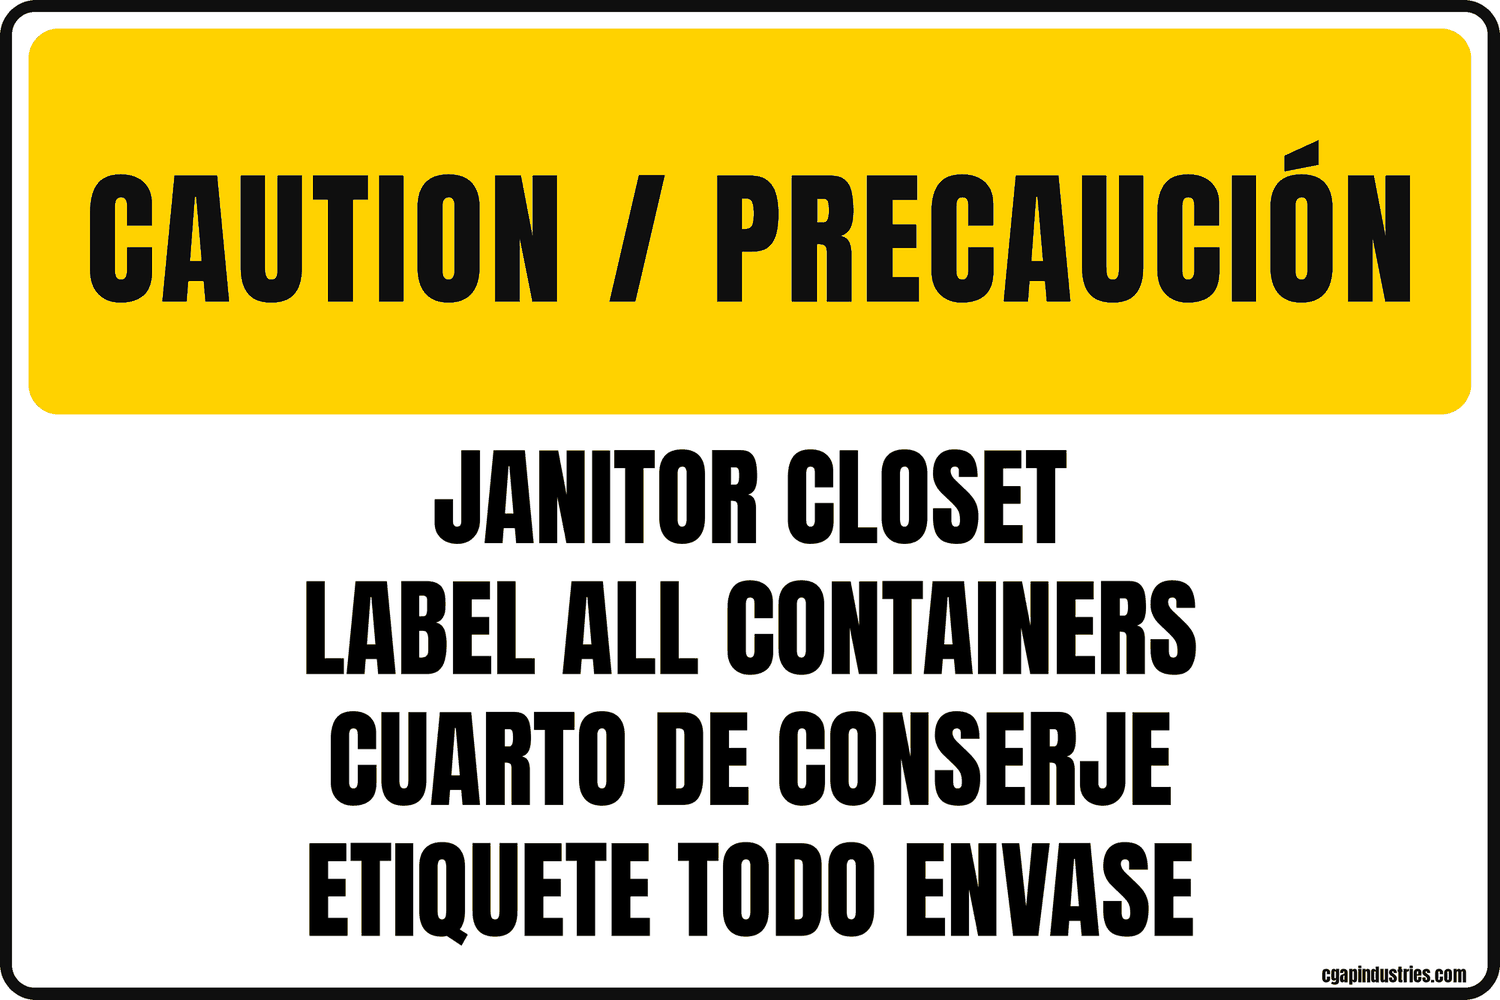 CAUTION / PRECAUCIÓN
JANITOR CLOSET
LABEL ALL CONTAINERS
CUARTO DE CONSERJE
ETIQUETE TODO ENVASE
cgapindustries.com